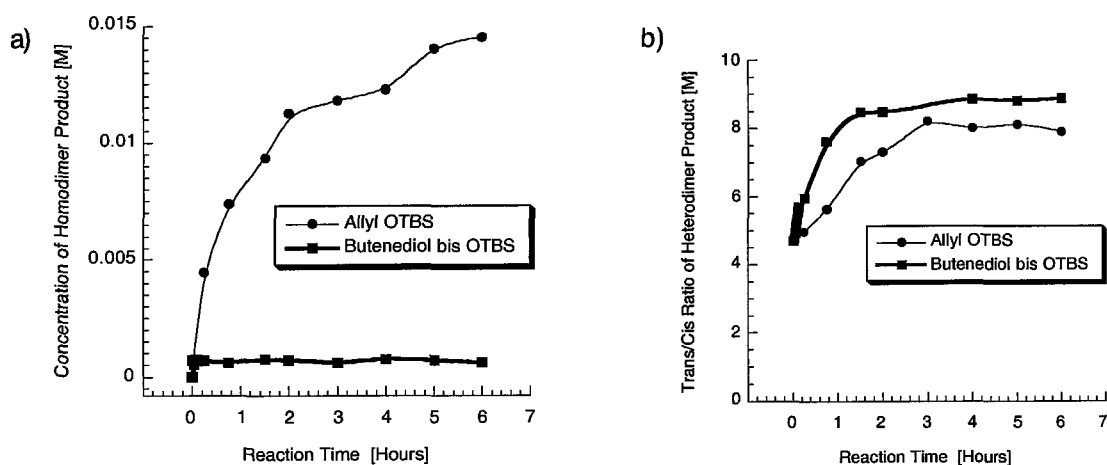 a)
Concentration of Homodimer Product [M]
0.015
0.01
0.005
0
Allyl OTBS
Butenediol bis OTBS
0 1 2 3 4 5 6 7
Reaction Time [Hours]
b)
Trans/Cis Ratio of Heterodimer Product [M]
10
8
6
4
2
0
Allyl OTBS
Butenediol bis OTBS
0 1 2 3 4 5 6 7
Reaction Time [Hours]